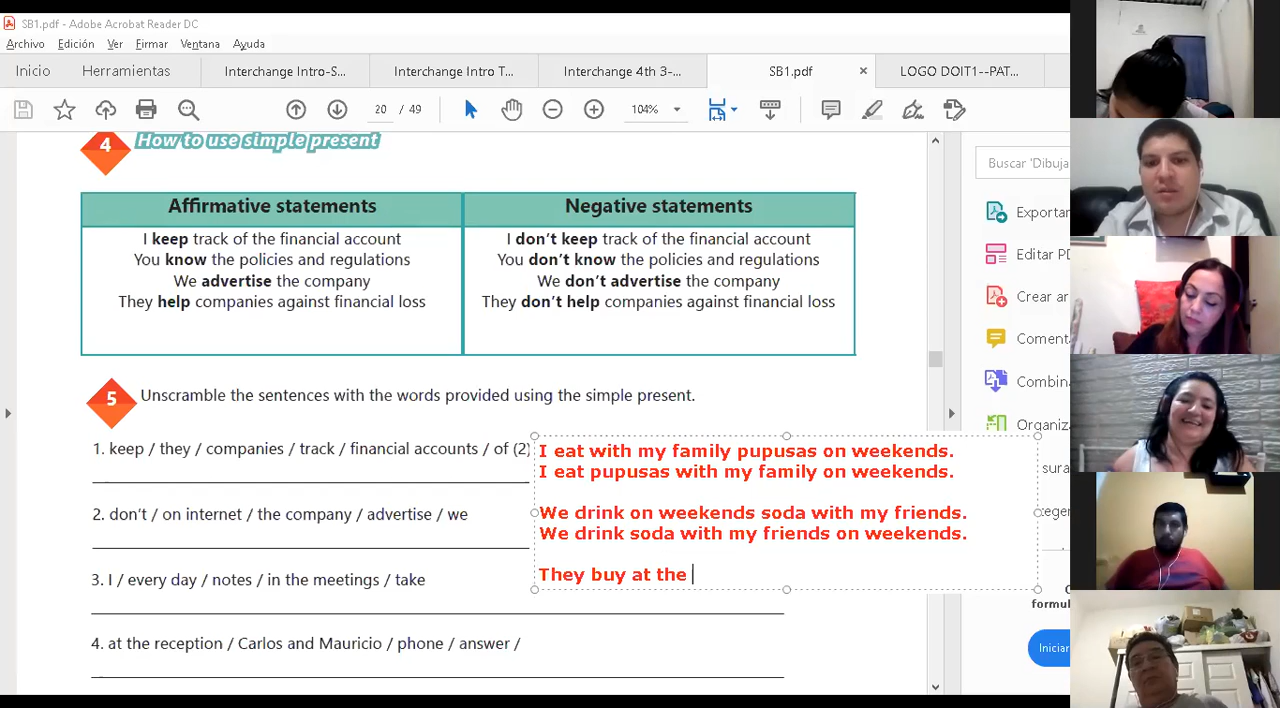 SB1.pdf - Adobe Acrobat Reader DC
Archivo Edición Ver Firmar Ventana Ayuda
Inicio Herramientas Interchange Intro-S... Interchange Intro T... Interchange 4th 3-... SB1.pdf × LOGO DOIT1--PAT...
20 / 49 104%
4 How to use simple present
Buscar 'Dibuja
Affirmative statements Negative statements
I keep track of the financial account I don't keep track of the financial account
You know the policies and regulations You don't know the policies and regulations
We advertise the company We don't advertise the company
They help companies against financial loss They don't help companies against financial loss
Exportar
Editar PD
Crear ar
Coment
Combin
Organiz
5 Unscramble the sentences with the words provided using the simple present.
1. keep / they / companies / track / financial accounts / of (2)
I eat with my family pupusas on weekends.
I eat pupusas with my family on weekends.
2. don't / on internet / the company / advertise / we
We drink on weekends soda with my friends.
We drink soda with my friends on weekends.
They buy at the
3. I / every day / notes / in the meetings / take
4. at the reception / Carlos and Mauricio / phone / answer /
formul
Iniciar